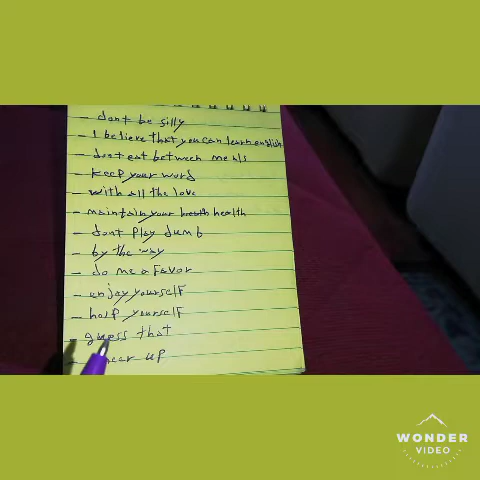 - dont be silly
- I believe that you can learn english
- dont eat between meals
- keep your word
- with all the love
- maintain your health
- dont play dumb
- by the way
- do me a favor
- enjoy yourself
- help yourself
- guess that
up
WONDER
VIDEO